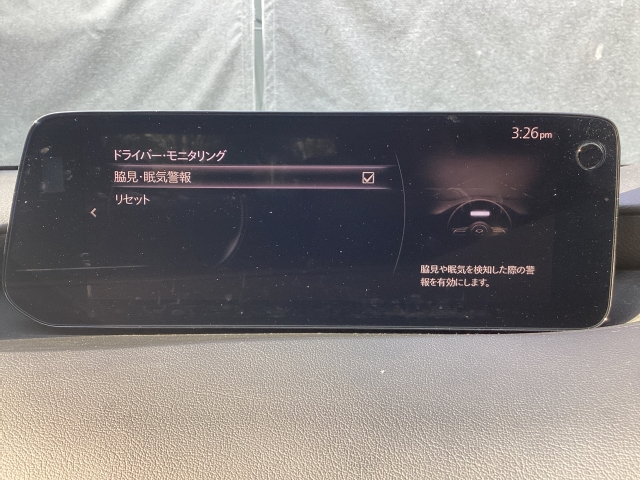 3:26pm
ドライバー・モニタリング
脇見・眠気警報
リセット
脇見や眠気を検知した際の警
報を有効にします。